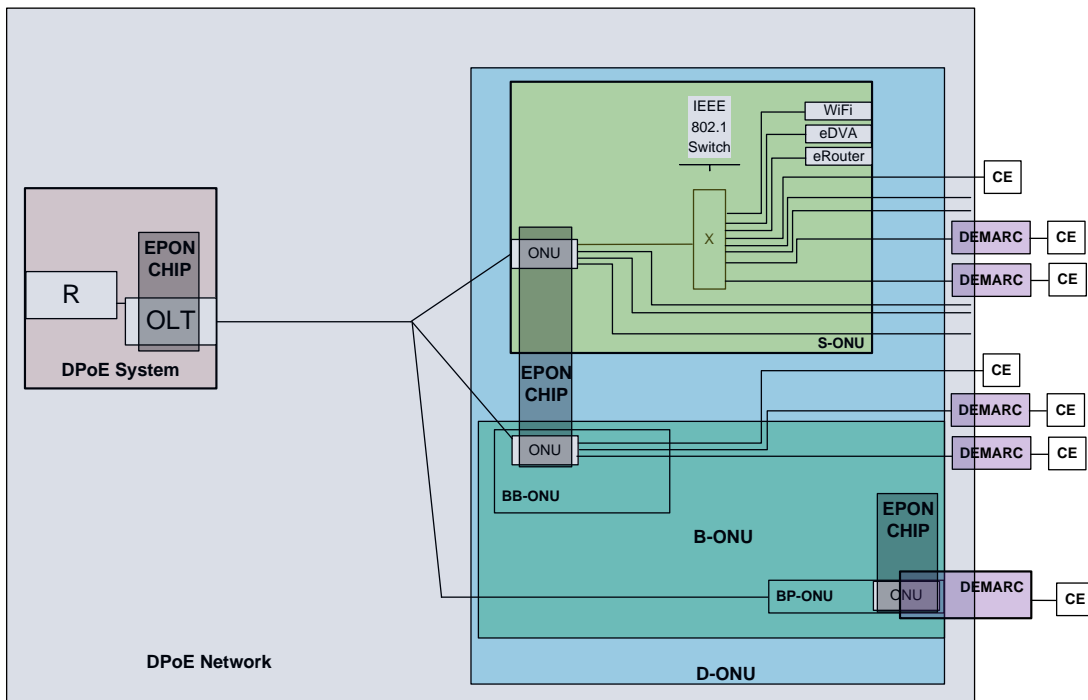 IEEE
802.1
Switch
WiFi
eDVA
eRouter
CE
EPON
CHIP
ONU
X
DEMARC
CE
R
OLT
DEMARC
CE
S-ONU
DPoE System
EPON
CHIP
CE
DEMARC
CE
ONU
DEMARC
CE
BB-ONU
EPON
CHIP
B-ONU
BP-ONU
ONU
DEMARC
CE
DPoE Network
D-ONU